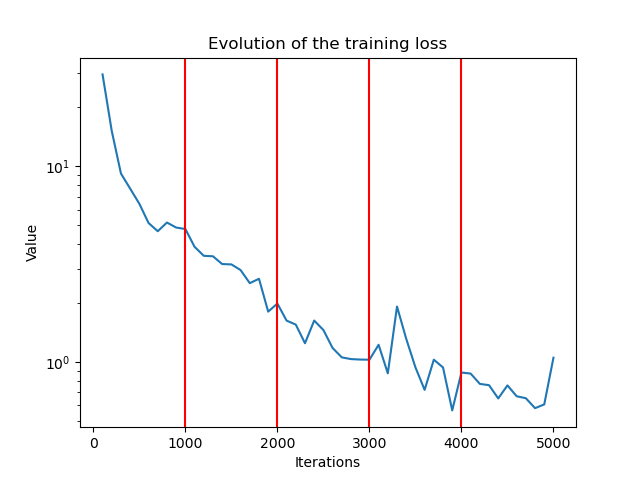 Evolution of the training loss
Value
10¹
10⁰
0 1000 2000 3000 4000 5000
Iterations